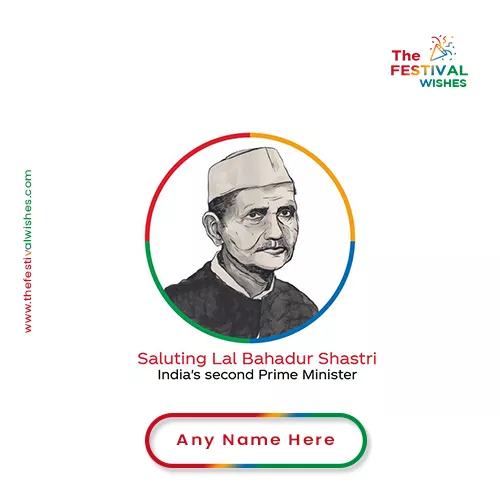 The
FESTIVAL
WISHES
www.thefestivalwishes.com
Saluting Lal Bahadur Shastri
India's second Prime Minister
Any Name Here